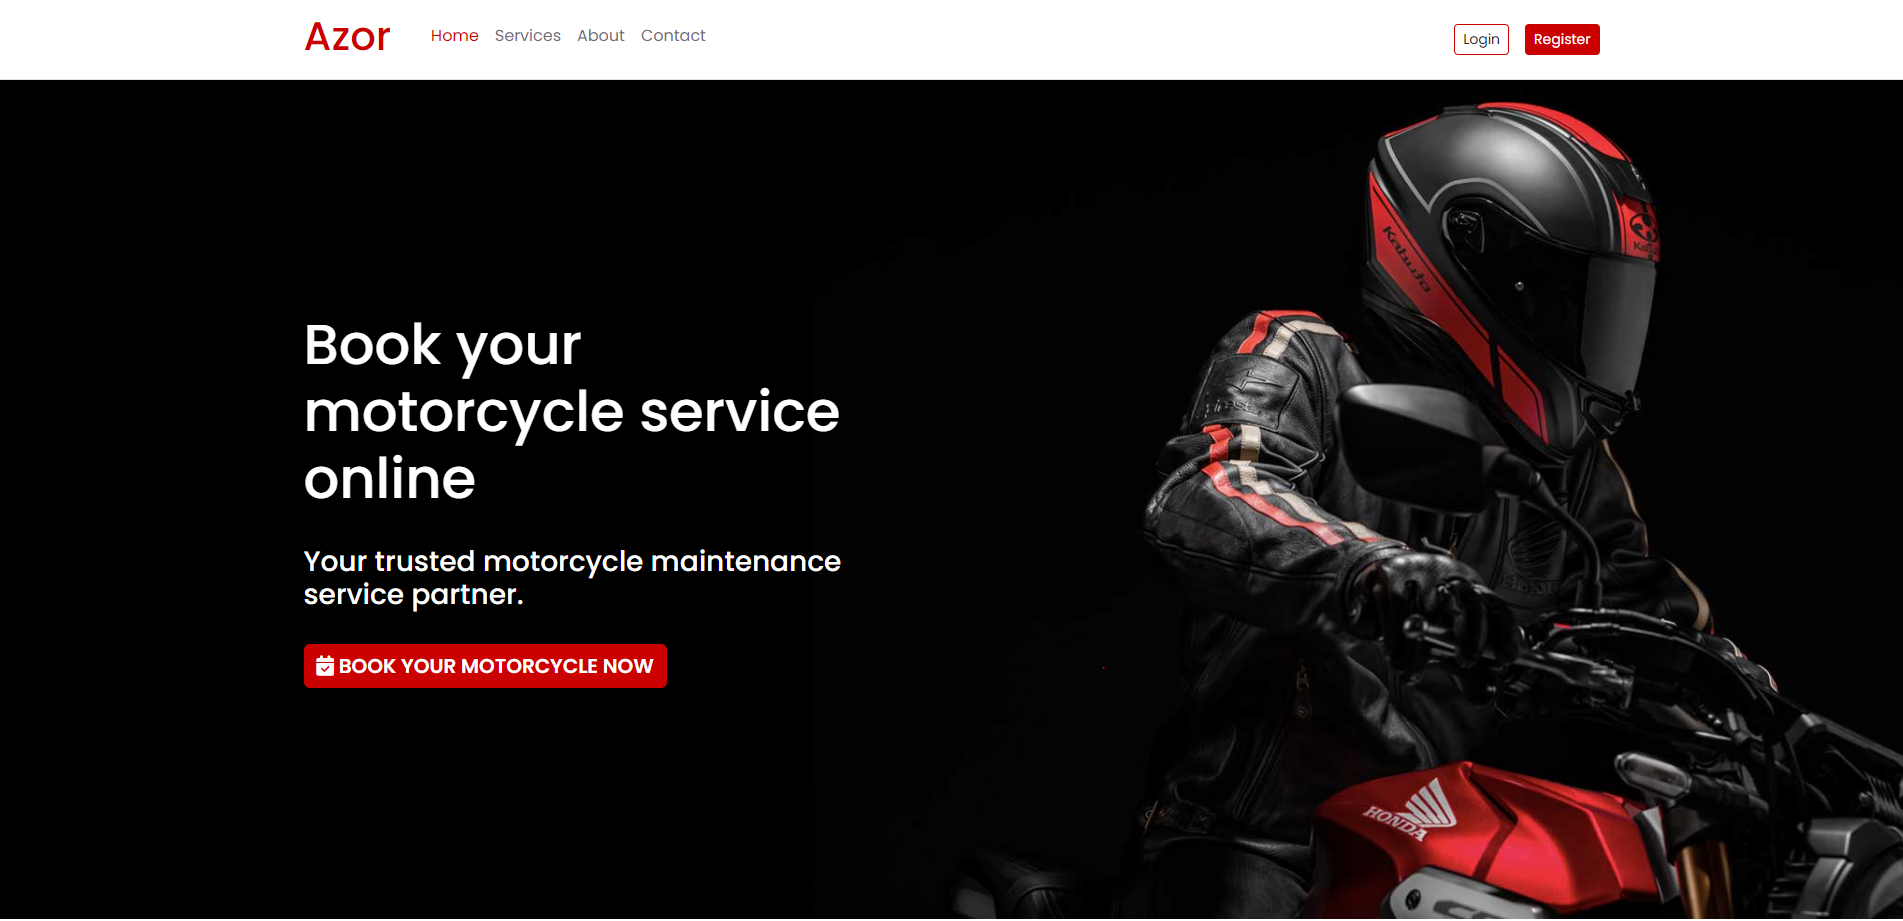 Azor
Home Services About Contact
Login Register
Book your
motorcycle service
online
Your trusted motorcycle maintenance
service partner.
BOOK YOUR MOTORCYCLE NOW
Kabuto
HONDA